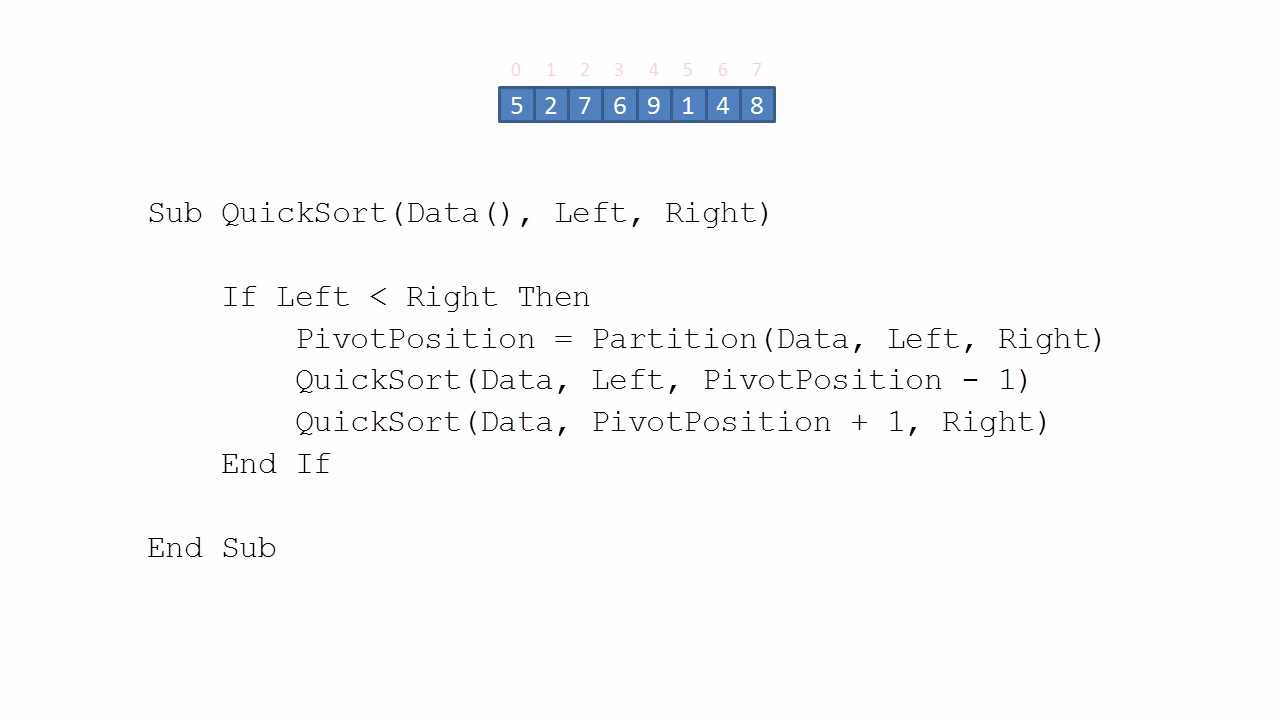 0 1 2 3 4 5 6 7
5 2 7 6 9 1 4 8
Sub QuickSort(Data(), Left, Right)
If Left < Right Then
PivotPosition = Partition(Data, Left, Right)
QuickSort(Data, Left, PivotPosition - 1)
QuickSort(Data, PivotPosition + 1, Right)
End If
End Sub